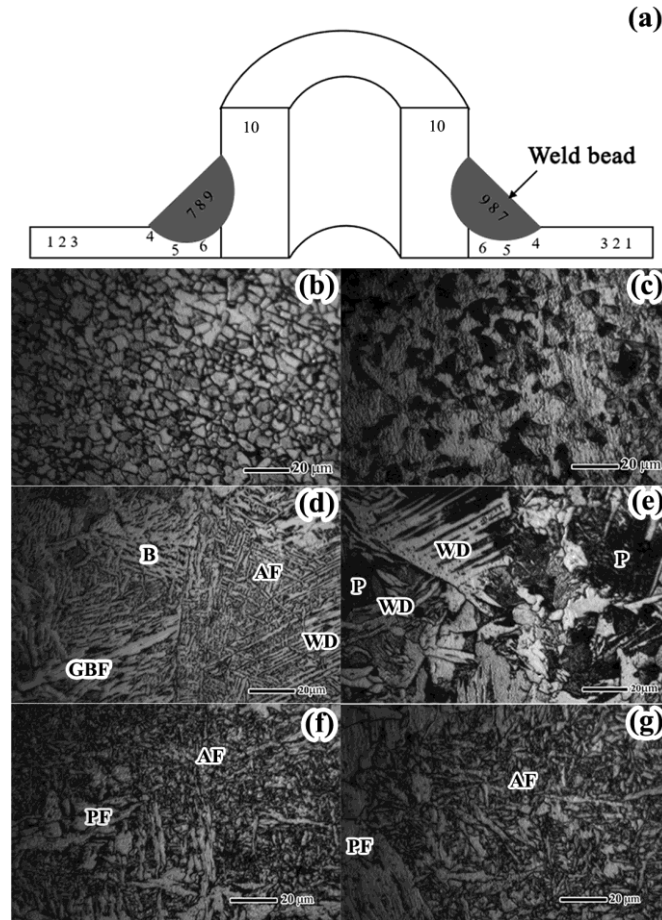 (a)
10 10
Weld bead
7 8 9 9 8 7
1 2 3 4 5 6 6 5 4 3 2 1
(b) (c)
20 μm 20 μm
(d) (e)
B AF WD P P
WD WD
GBF
20μm 20μm
(f) (g)
AF AF
PF PF
20 μm 20 μm